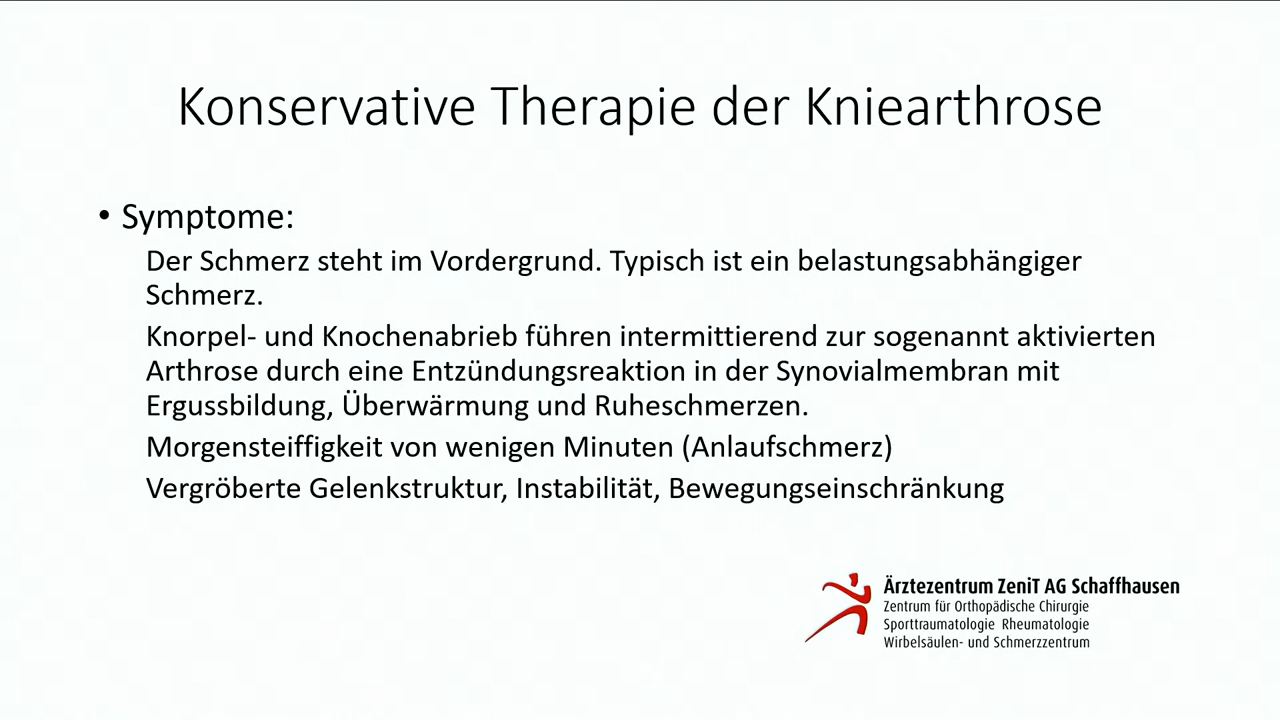 Konservative Therapie der Kniearthrose
• Symptome:
Der Schmerz steht im Vordergrund. Typisch ist ein belastungsabhängiger
Schmerz.
Knorpel- und Knochenabrieb führen intermittierend zur sogenannt aktivierten
Arthrose durch eine Entzündungsreaktion in der Synovialmembran mit
Ergussbildung, Überwärmung und Ruheschmerzen.
Morgensteiffigkeit von wenigen Minuten (Anlaufschmerz)
Vergröberte Gelenkstruktur, Instabilität, Bewegungseinschränkung
Ärztezentrum ZeniT AG Schaffhausen
Zentrum für Orthopädische Chirurgie
Sporttraumatologie Rheumatologie
Wirbelsäulen- und Schmerzzentrum